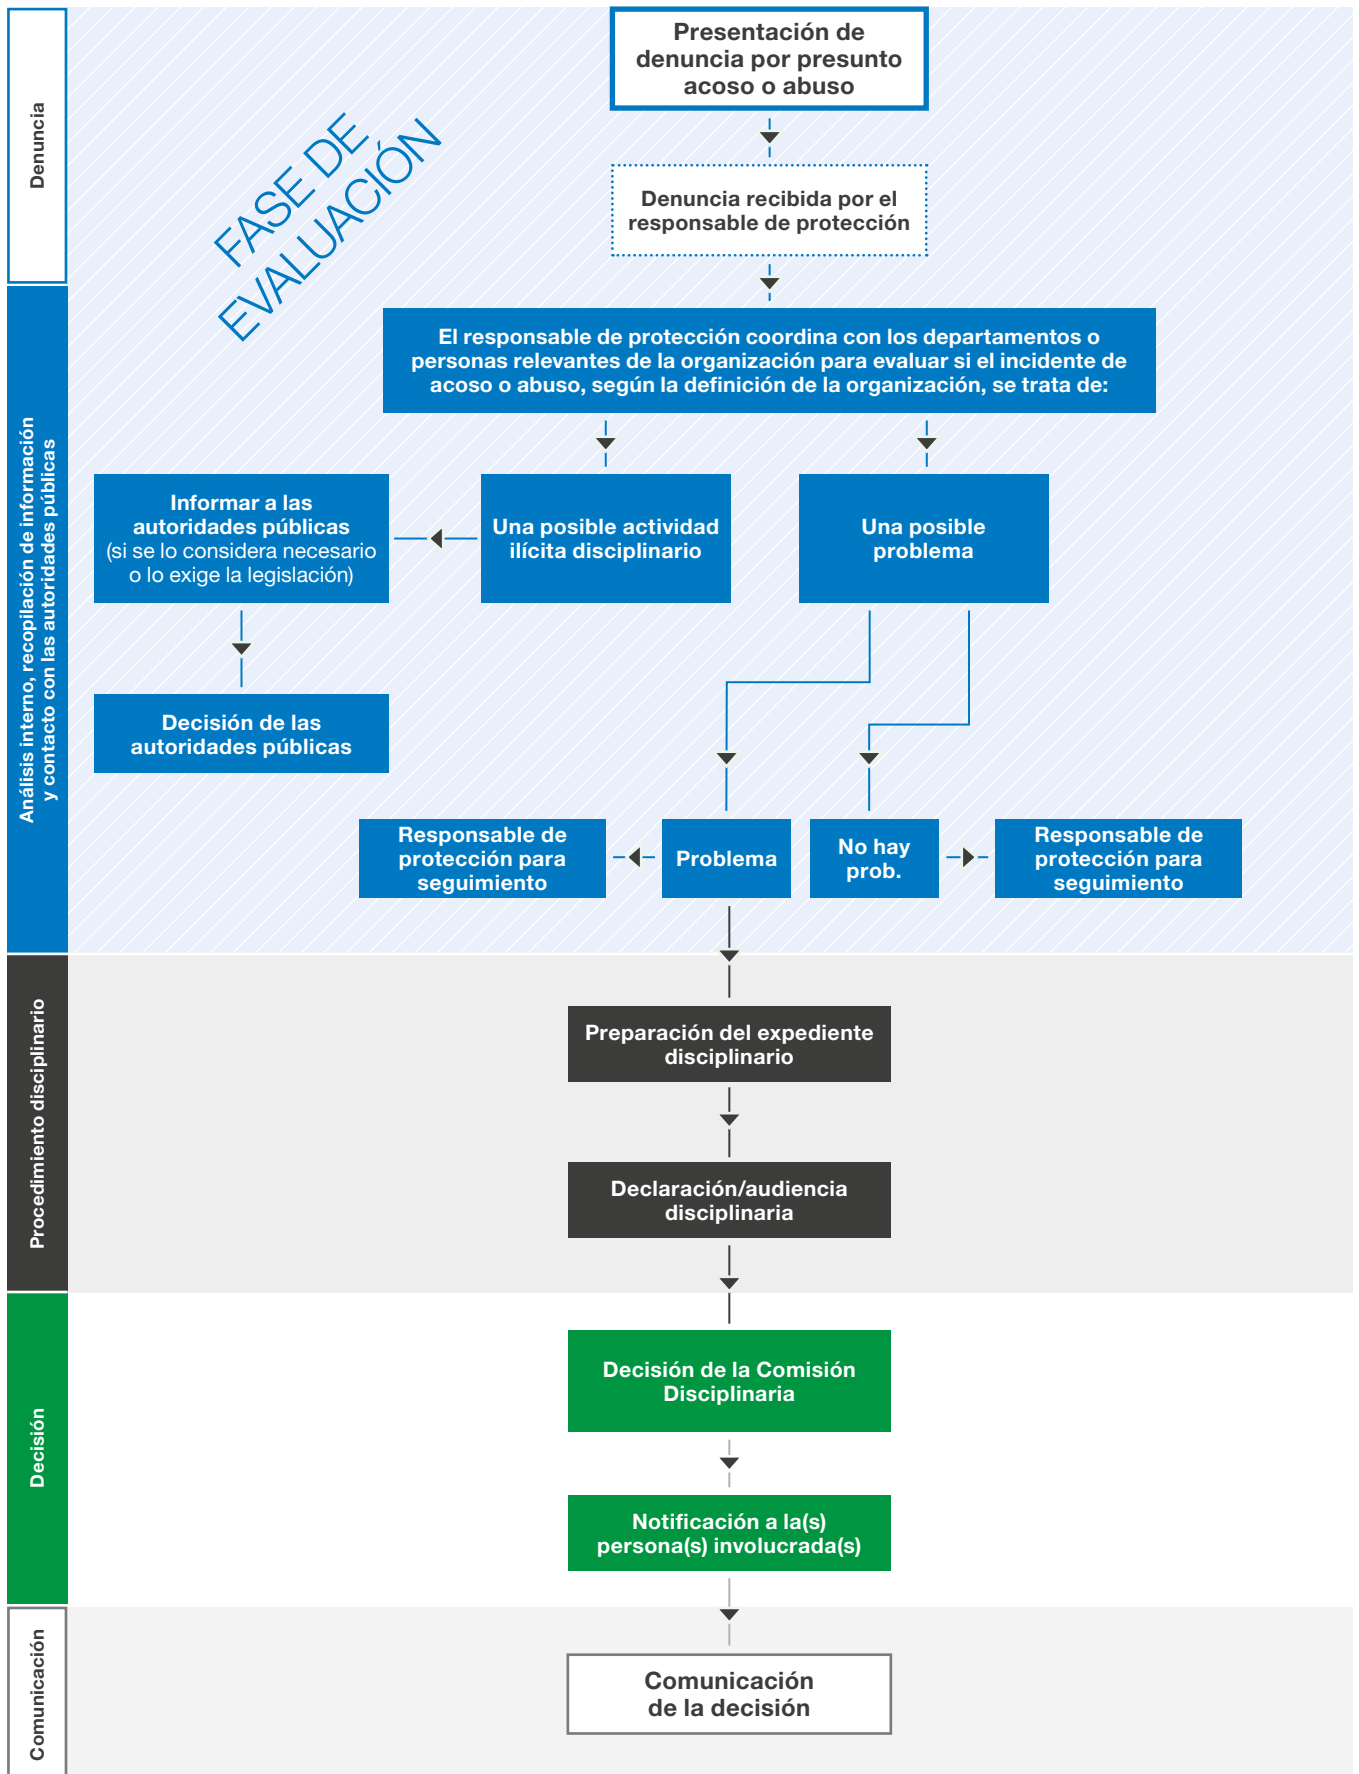 Denuncia
Presentación de
denuncia por presunto
acoso o abuso
FASE DE
EVALUACIÓN
Denuncia recibida por el
responsable de protección
Análisis interno, recopilación de información
y contacto con las autoridades públicas
El responsable de protección coordina con los departamentos o
personas relevantes de la organización para evaluar si el incidente de
acoso o abuso, según la definición de la organización, se trata de:
Informar a las
autoridades públicas
(si se lo considera necesario
o lo exige la legislación)
Una posible actividad
ilícita disciplinario
Una posible
problema
Decisión de las
autoridades públicas
Responsable de
protección para
seguimiento
Problema
No hay
prob.
Responsable de
protección para
seguimiento
Procedimiento disciplinario
Preparación del expediente
disciplinario
Declaración/audiencia
disciplinaria
Decisión
Decisión de la Comisión
Disciplinaria
Notificación a la(s)
persona(s) involucrada(s)
Comunicación
Comunicación
de la decisión